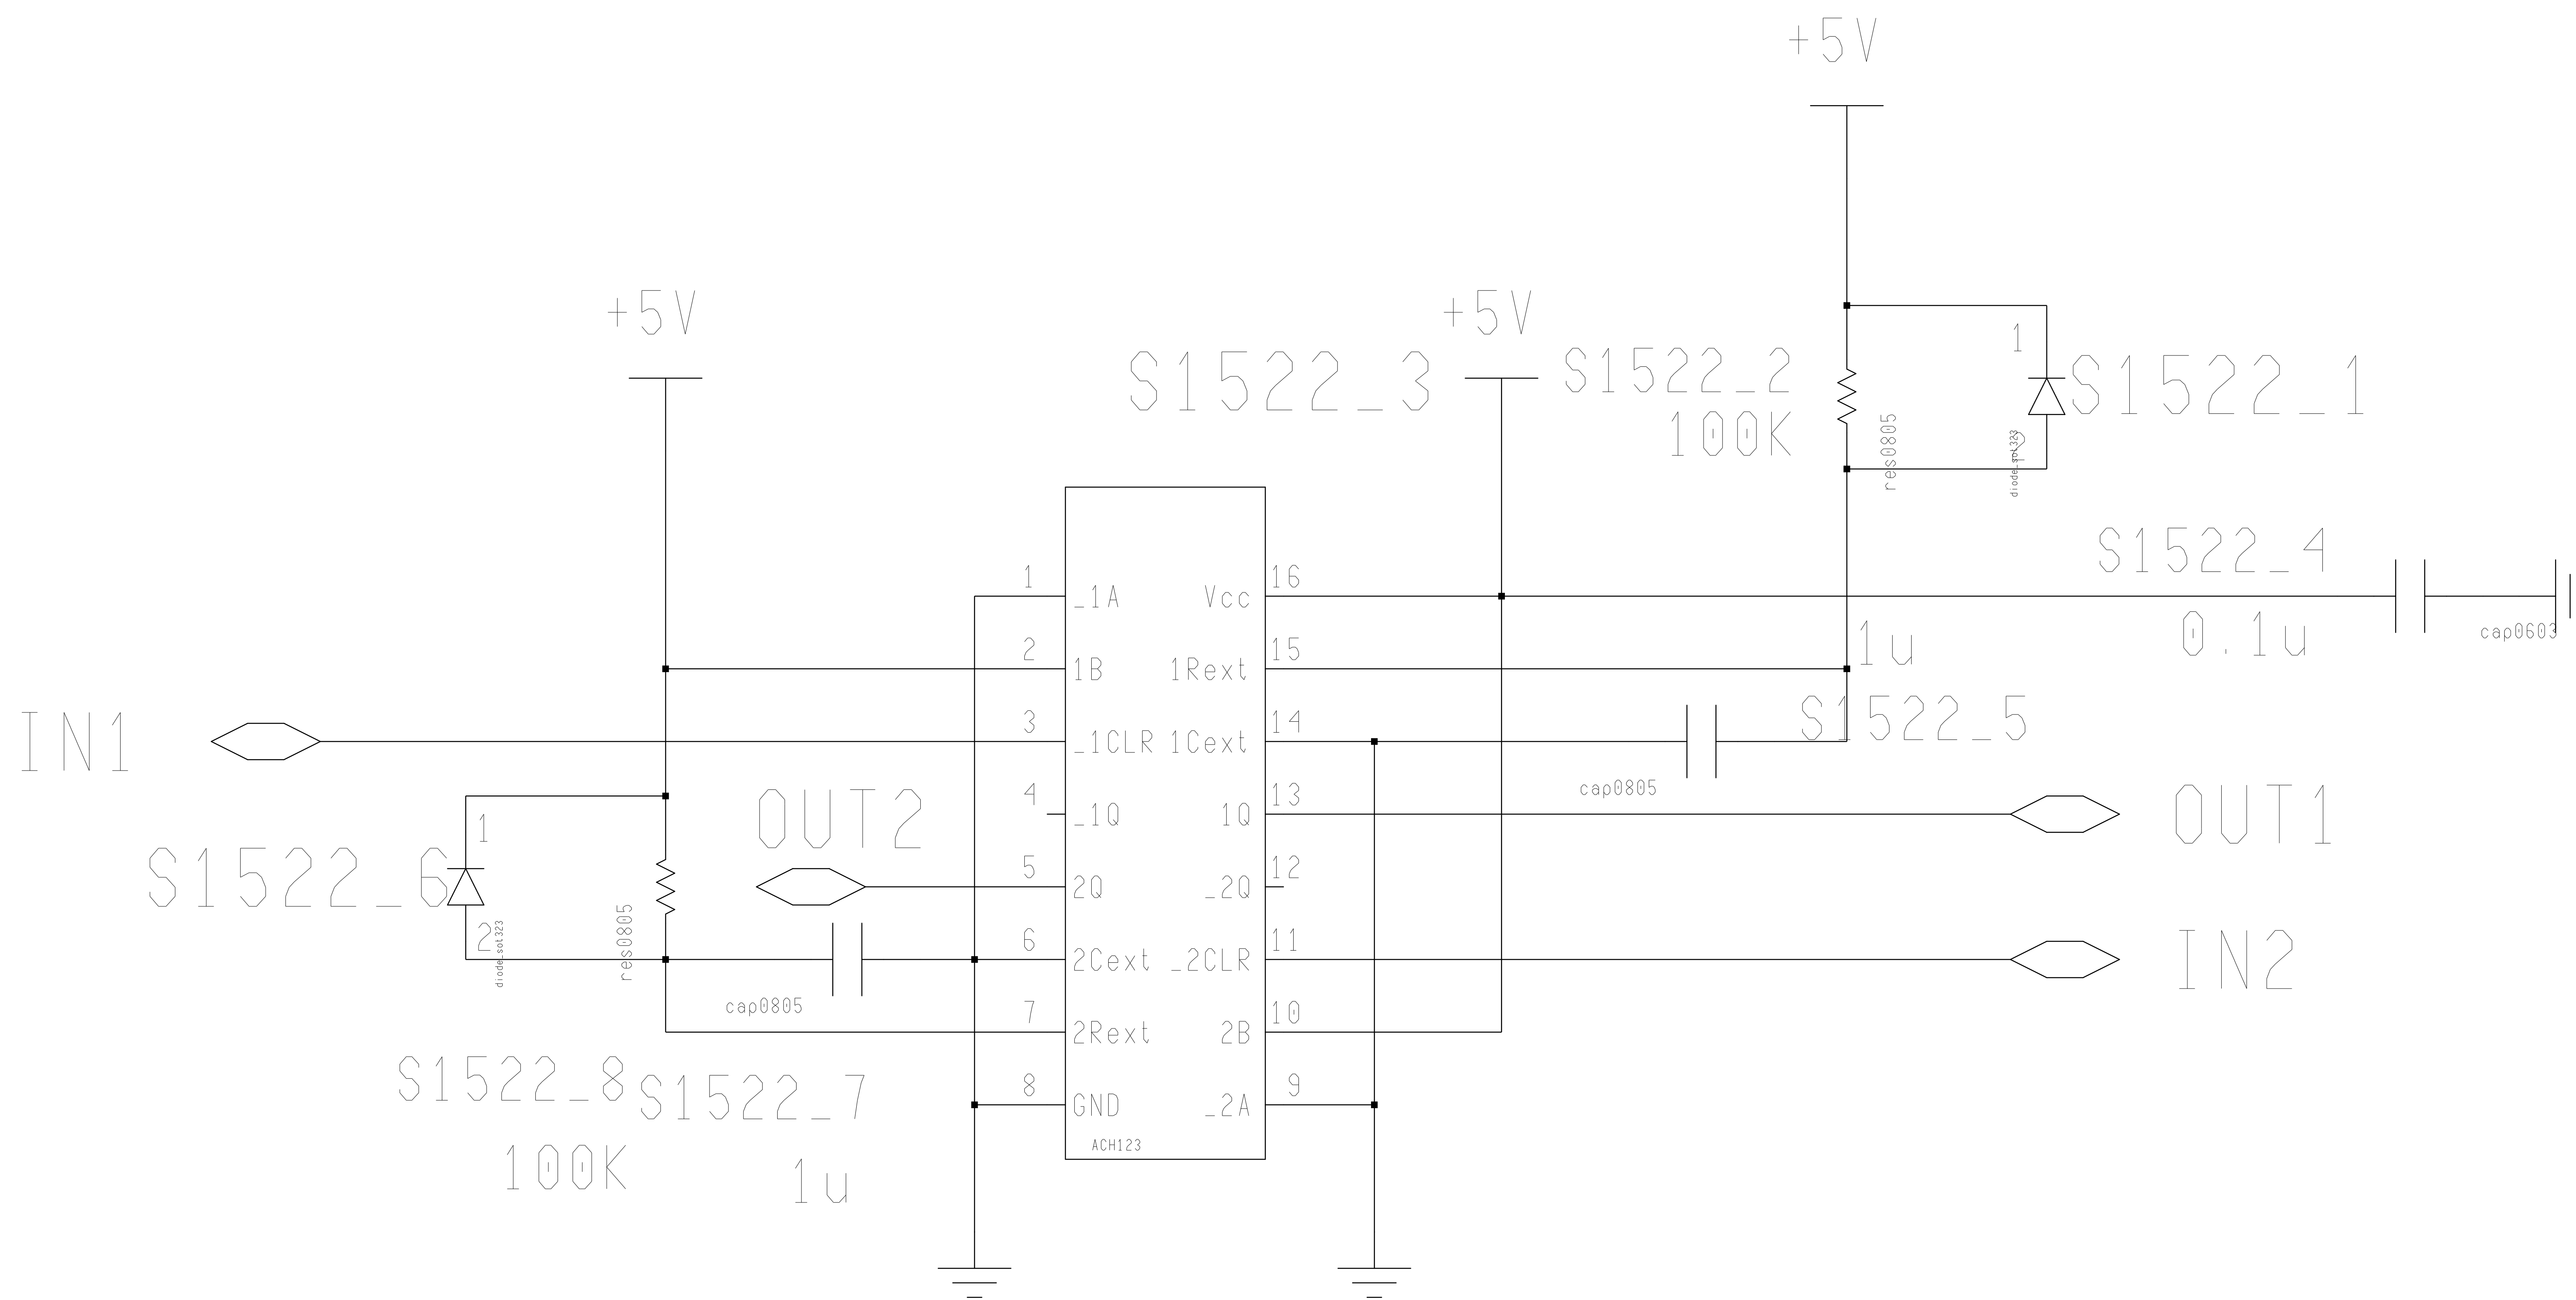 +5V
+5V
+5V
S1522_3
S1522_2
100K
res0805
1
2
diode_sot323
S1522_1
S1522_4
0.1u
cap0603
1 _1A
2 1B
3 _1CLR
4 _1Q
5 2Q
6 2Cext
7 2Rext
8 GND
Vcc 16
1Rext 15
1Cext 14
1Q 13
_2Q 12
_2CLR 11
2B 10
_2A 9
ACH123
1u
S1522_5
cap0805
IN1
OUT2
OUT1
IN2
S1522_6
1
2
diode_sot323
res0805
cap0805
S1522_8
100K
S1522_7
1u